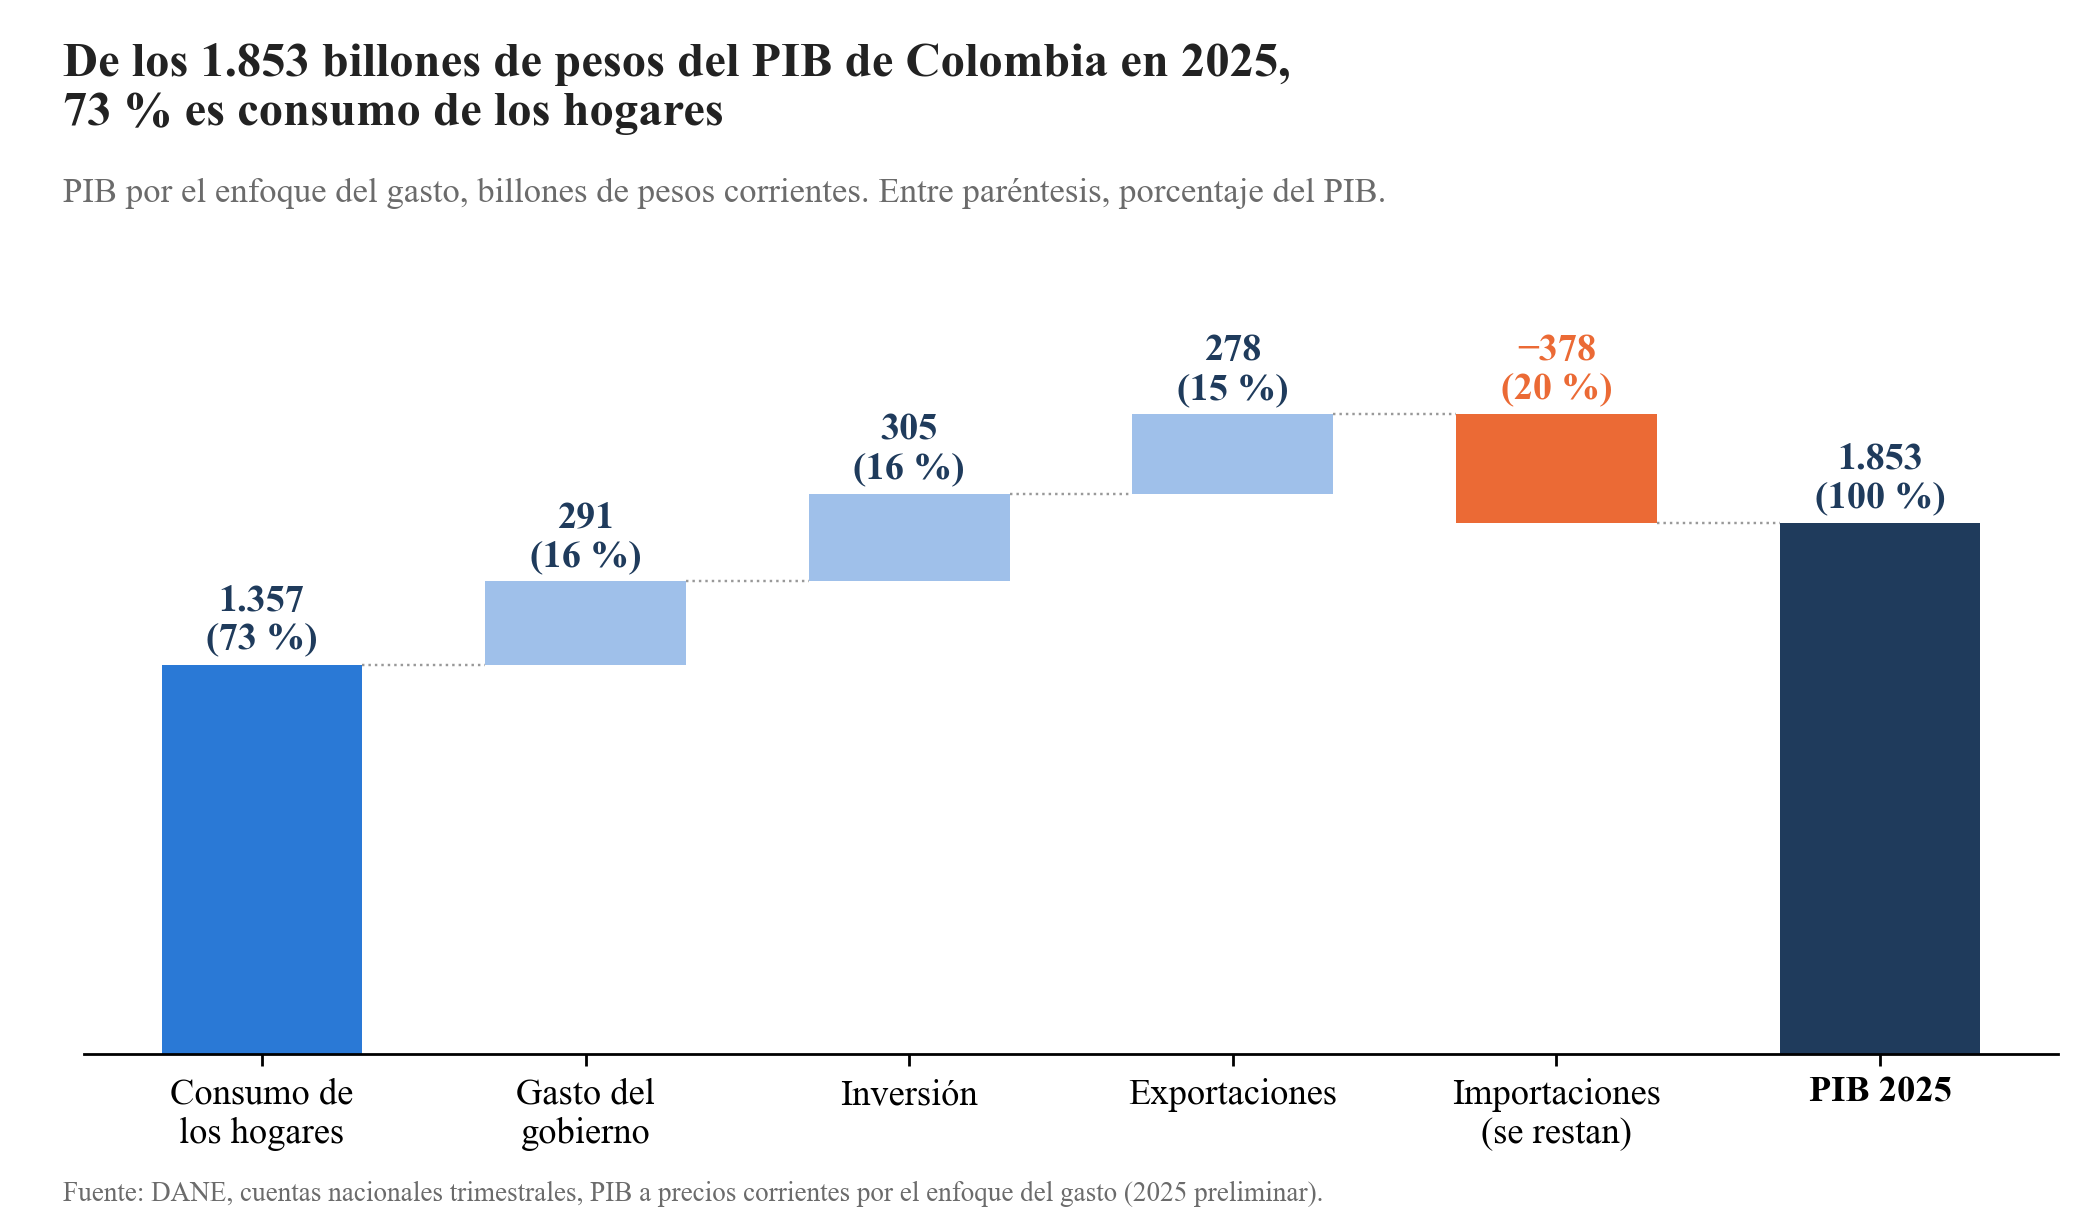 De los 1.853 billones de pesos del PIB de Colombia en 2025,
73 % es consumo de los hogares
PIB por el enfoque del gasto, billones de pesos corrientes. Entre paréntesis, porcentaje del PIB.
1.357
(73 %)
291
(16 %)
305
(16 %)
278
(15 %)
−378
(20 %)
1.853
(100 %)
Consumo de
los hogares
Gasto del
gobierno
Inversión
Exportaciones
Importaciones
(se restan)
PIB 2025
Fuente: DANE, cuentas nacionales trimestrales, PIB a precios corrientes por el enfoque del gasto (2025 preliminar).